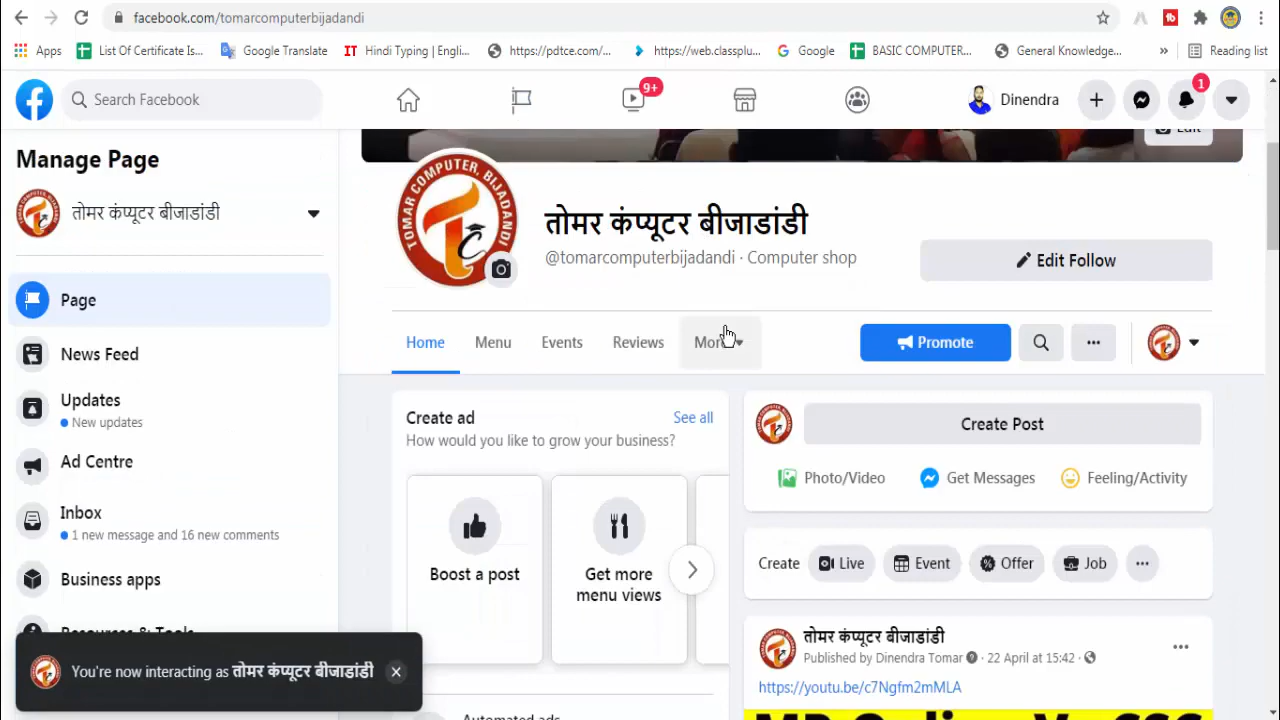 facebook.com/tomarcomputerbijadandi
Apps
List Of Certificate Is...
Google Translate
Hindi Typing | Engli...
https://pdtce.com/...
https://web.classplu...
Google
BASIC COMPUTER...
General Knowledge...
»
Reading list
Search Facebook
9+
Dinendra
1
Manage Page
तोमर कंप्यूटर बीजाडांडी
Page
News Feed
Updates
New updates
Ad Centre
Inbox
1 new message and 16 new comments
Business apps
Resources & Tools
You're now interacting as तोमर कंप्यूटर बीजाडांडी
Edit
TOMAR COMPUTER, BIJADANDI
तोमर कंप्यूटर बीजाडांडी
@tomarcomputerbijadandi · Computer shop
Edit Follow
Home
Menu
Events
Reviews
More
Promote
Create ad
See all
How would you like to grow your business?
Boost a post
Get more
menu views
Automated ads
Create Post
Photo/Video
Get Messages
Feeling/Activity
Create
Live
Event
Offer
Job
तोमर कंप्यूटर बीजाडांडी
Published by Dinendra Tomar · 22 April at 15:42 ·
https://youtu.be/c7Ngfm2mMLA